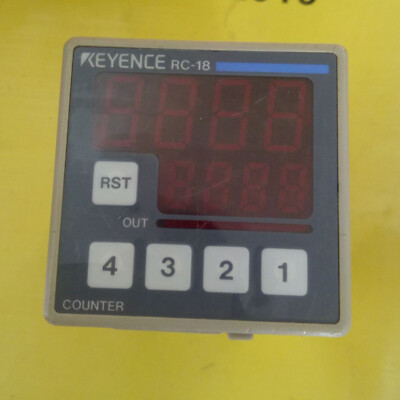 KEYENCE RC-18
RST
OUT
4 3 2 1
COUNTER